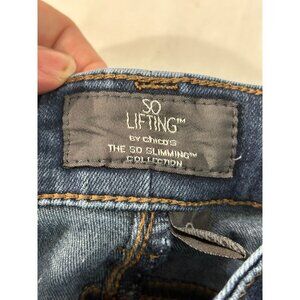 SO
LIFTING™
BY chico's
THE SO SLIMMING™
COLLECTION